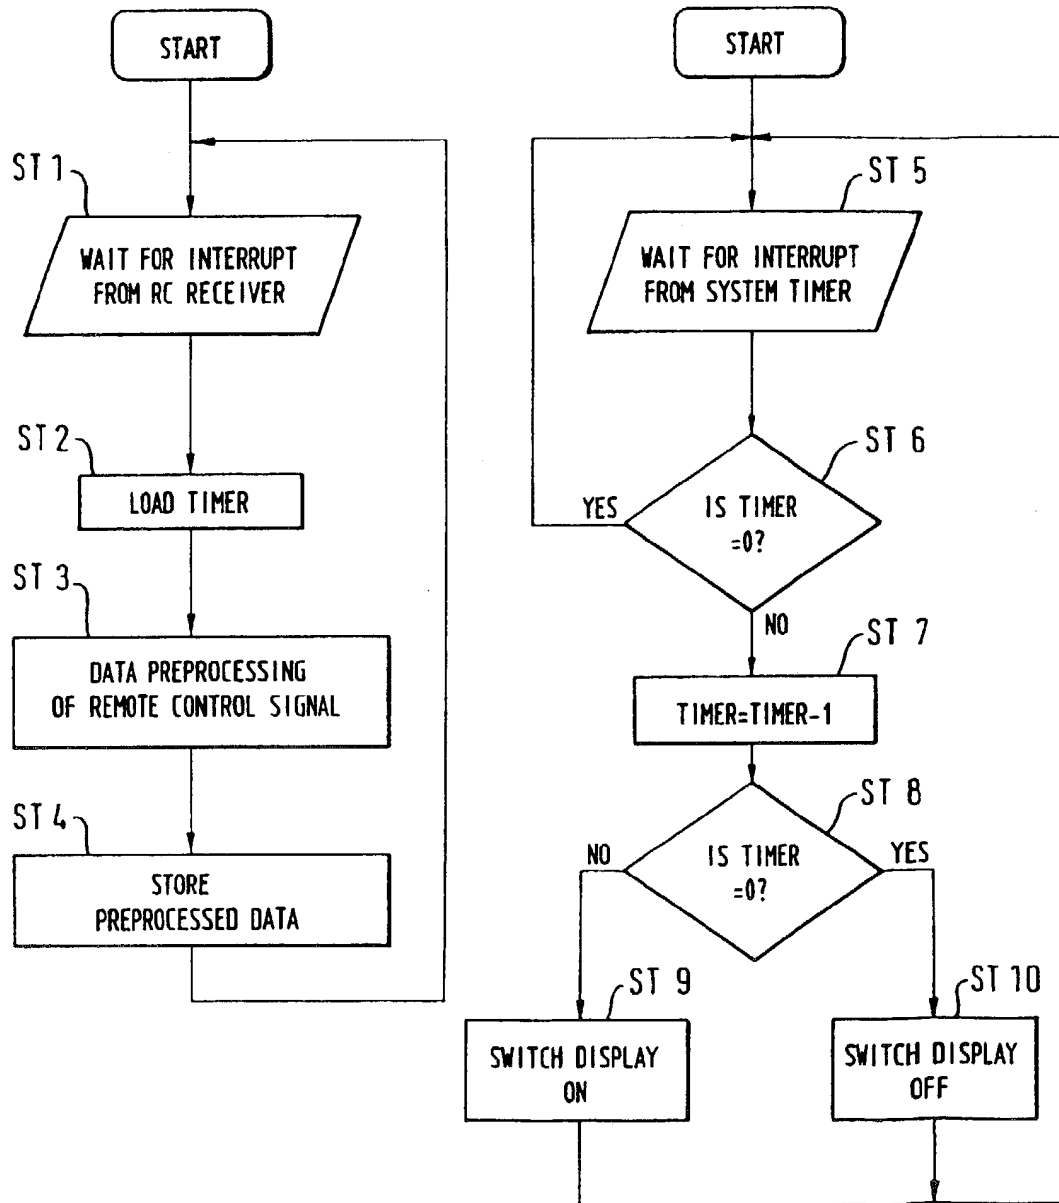 START
ST 1
WAIT FOR INTERRUPT
FROM RC RECEIVER
ST 2
LOAD TIMER
ST 3
DATA PREPROCESSING
OF REMOTE CONTROL SIGNAL
ST 4
STORE
PREPROCESSED DATA
START
ST 5
WAIT FOR INTERRUPT
FROM SYSTEM TIMER
ST 6
YES
IS TIMER
=0?
NO
ST 7
TIMER=TIMER-1
ST 8
NO
IS TIMER
=0?
YES
ST 9
SWITCH DISPLAY
ON
ST 10
SWITCH DISPLAY
OFF